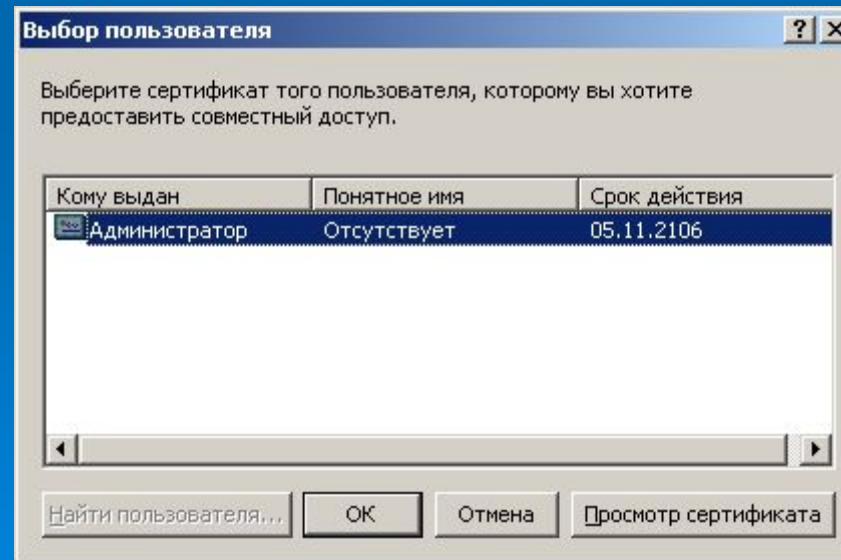 Выбор пользователя
Выберите сертификат того пользователя, которому вы хотите
предоставить совместный доступ.
Кому выдан Понятное имя Срок действия
Администратор Отсутствует 05.11.2106
Найти пользователя... ОК Отмена Просмотр сертификата